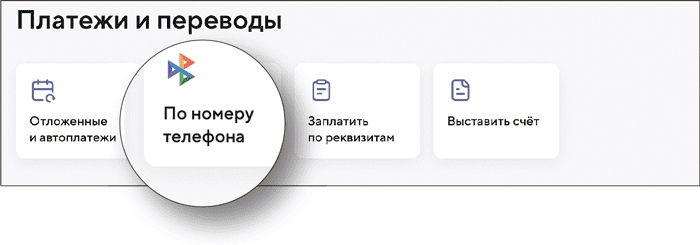 Платежи и переводы
Отложенные
и автоплатежи
По номеру
телефона
Заплатить
по реквизитам
Выставить счёт